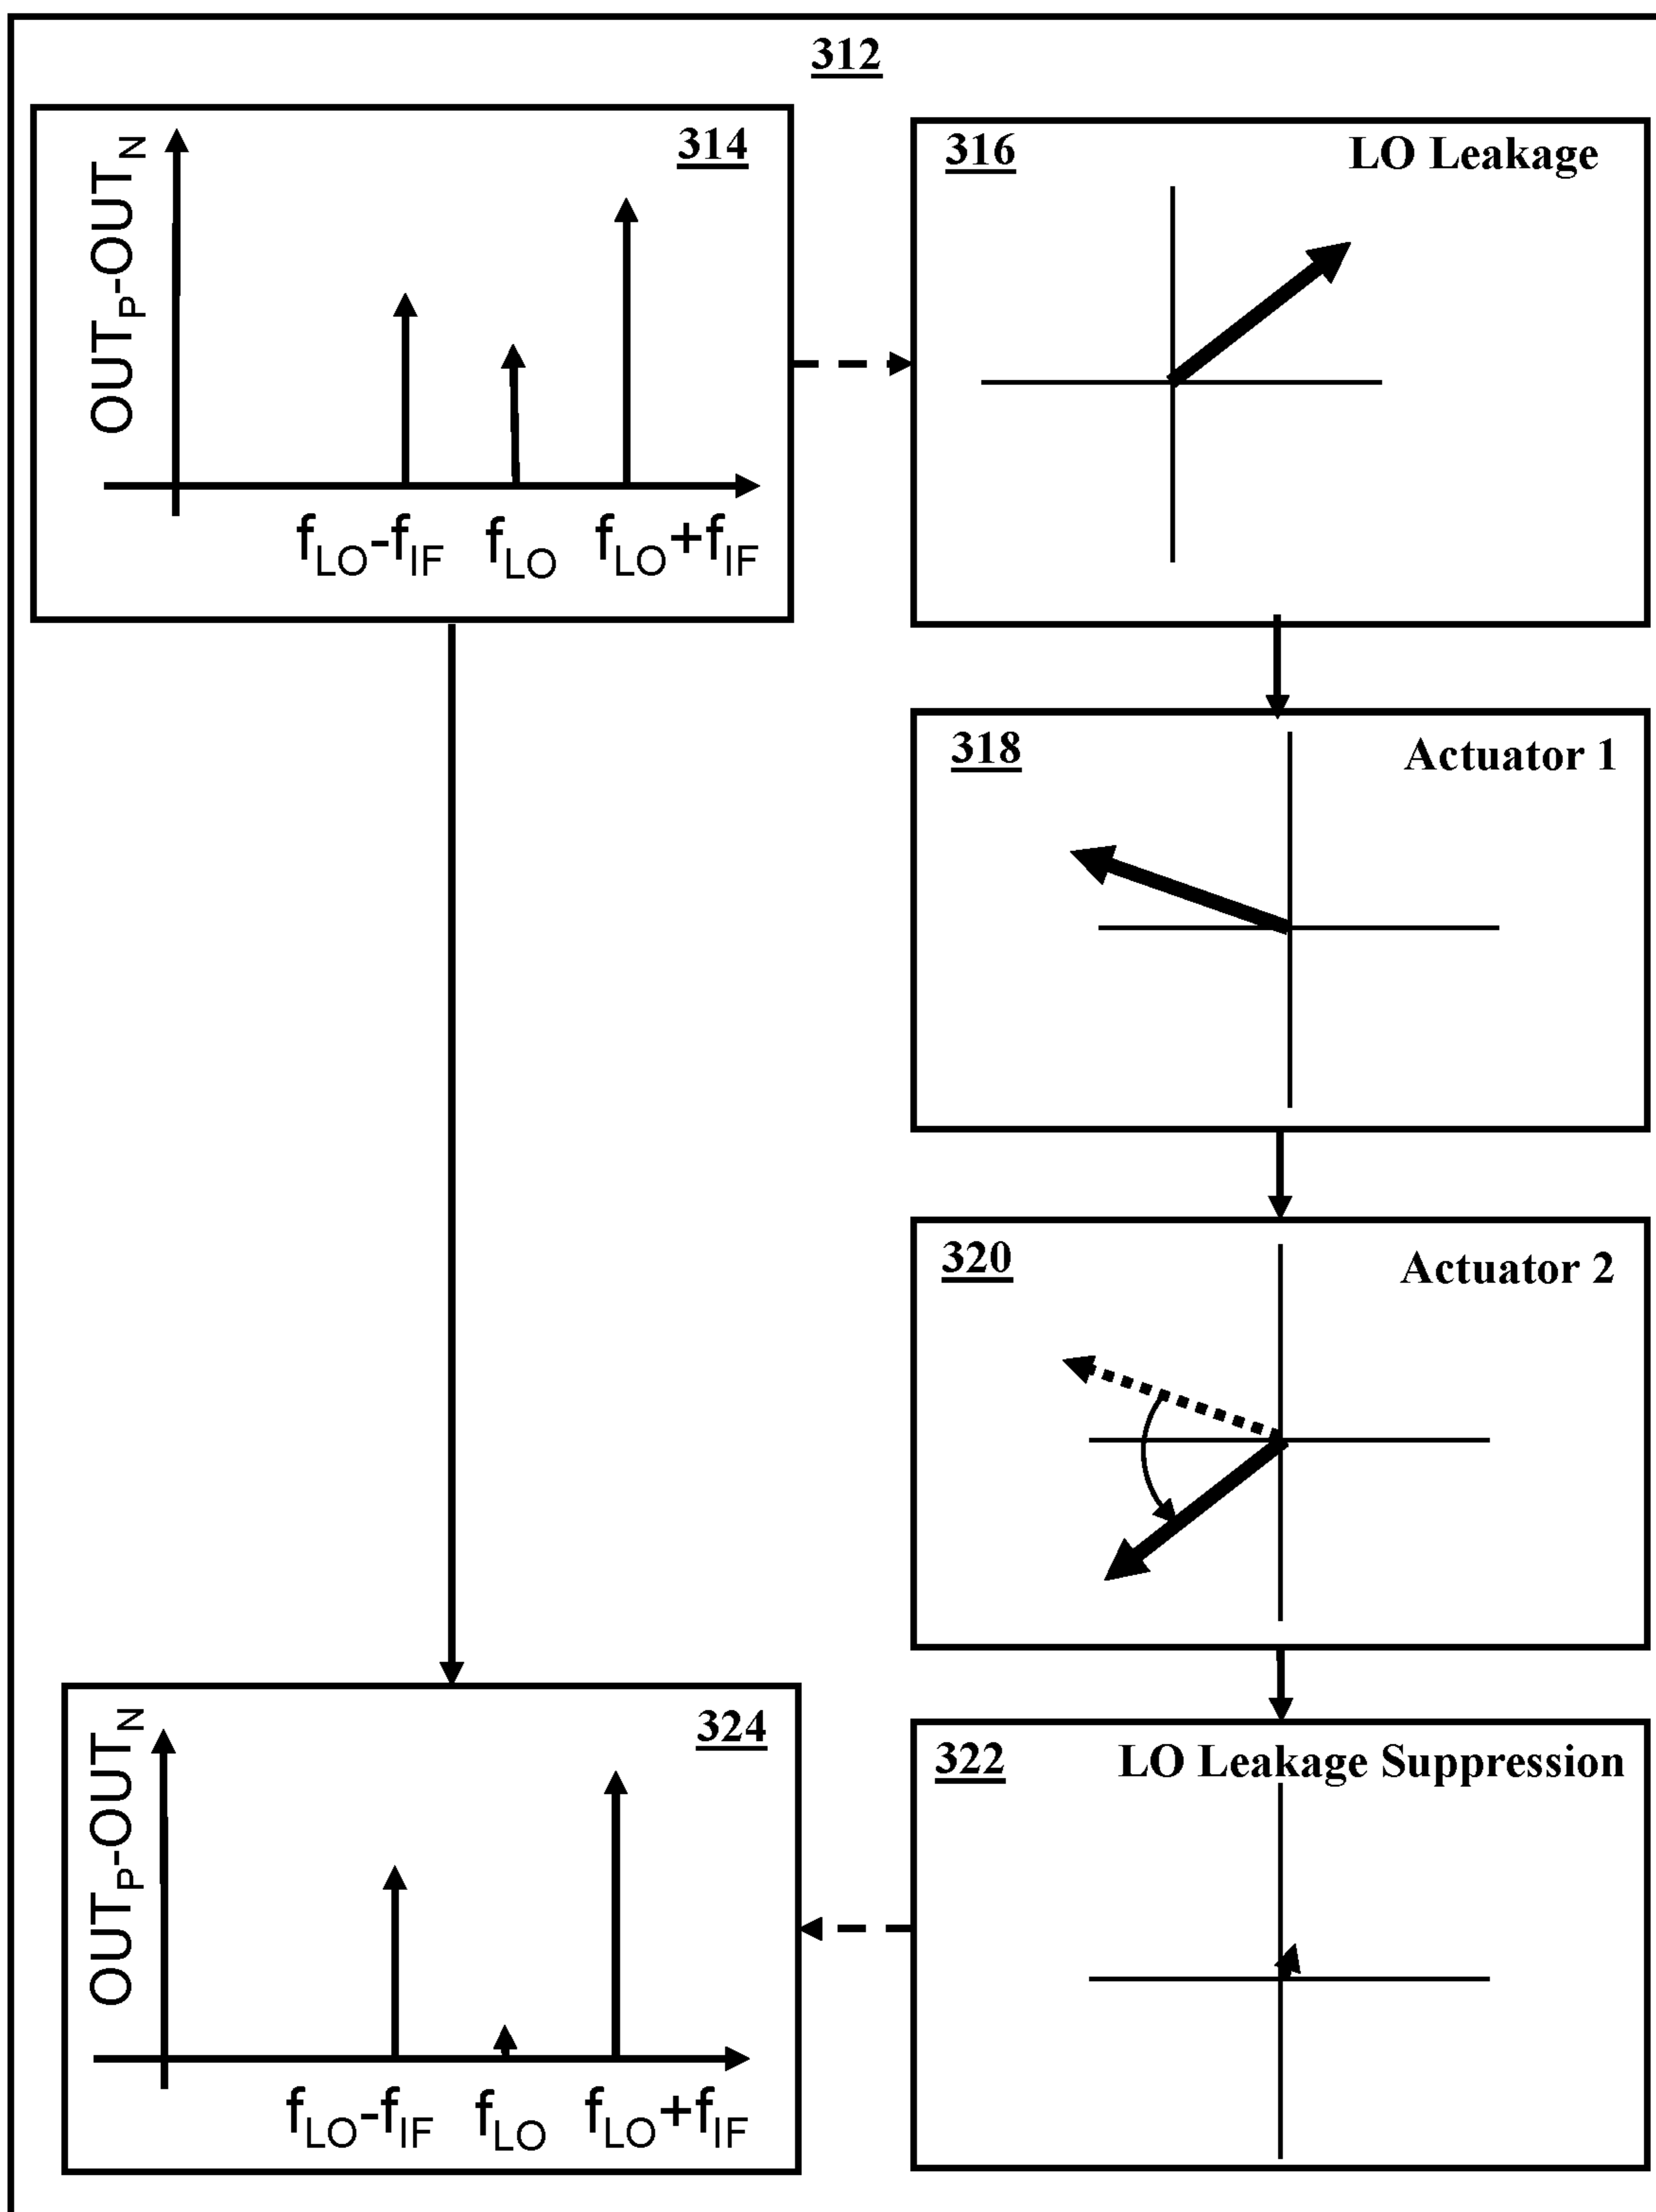 312
314
OUTP-OUTN
fLO-fIF fLO fLO+fIF
316 LO Leakage
318 Actuator 1
320 Actuator 2
322 LO Leakage Suppression
324
OUTP-OUTN
fLO-fIF fLO fLO+fIF